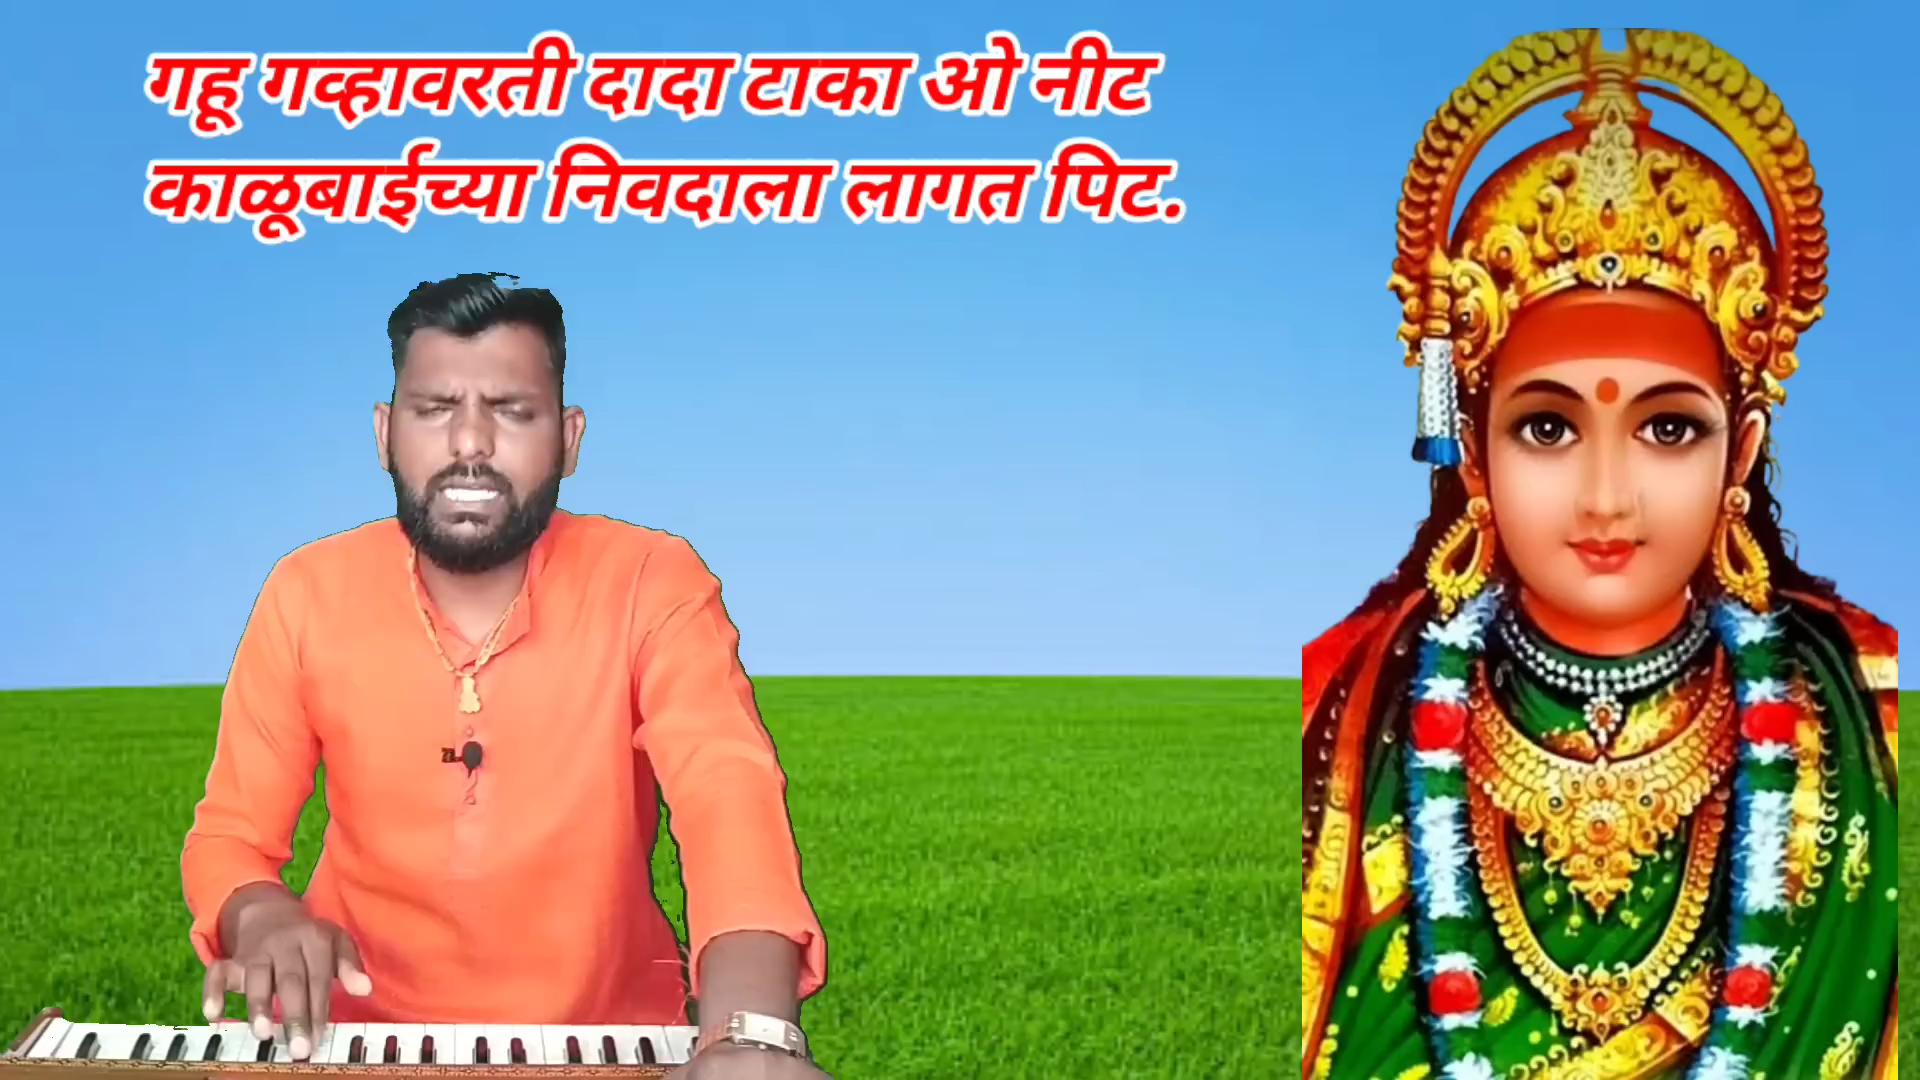 गहू गव्हावरती दादा टाका ओ नीट
काळूबाईच्या निवदाला लागत पिट.